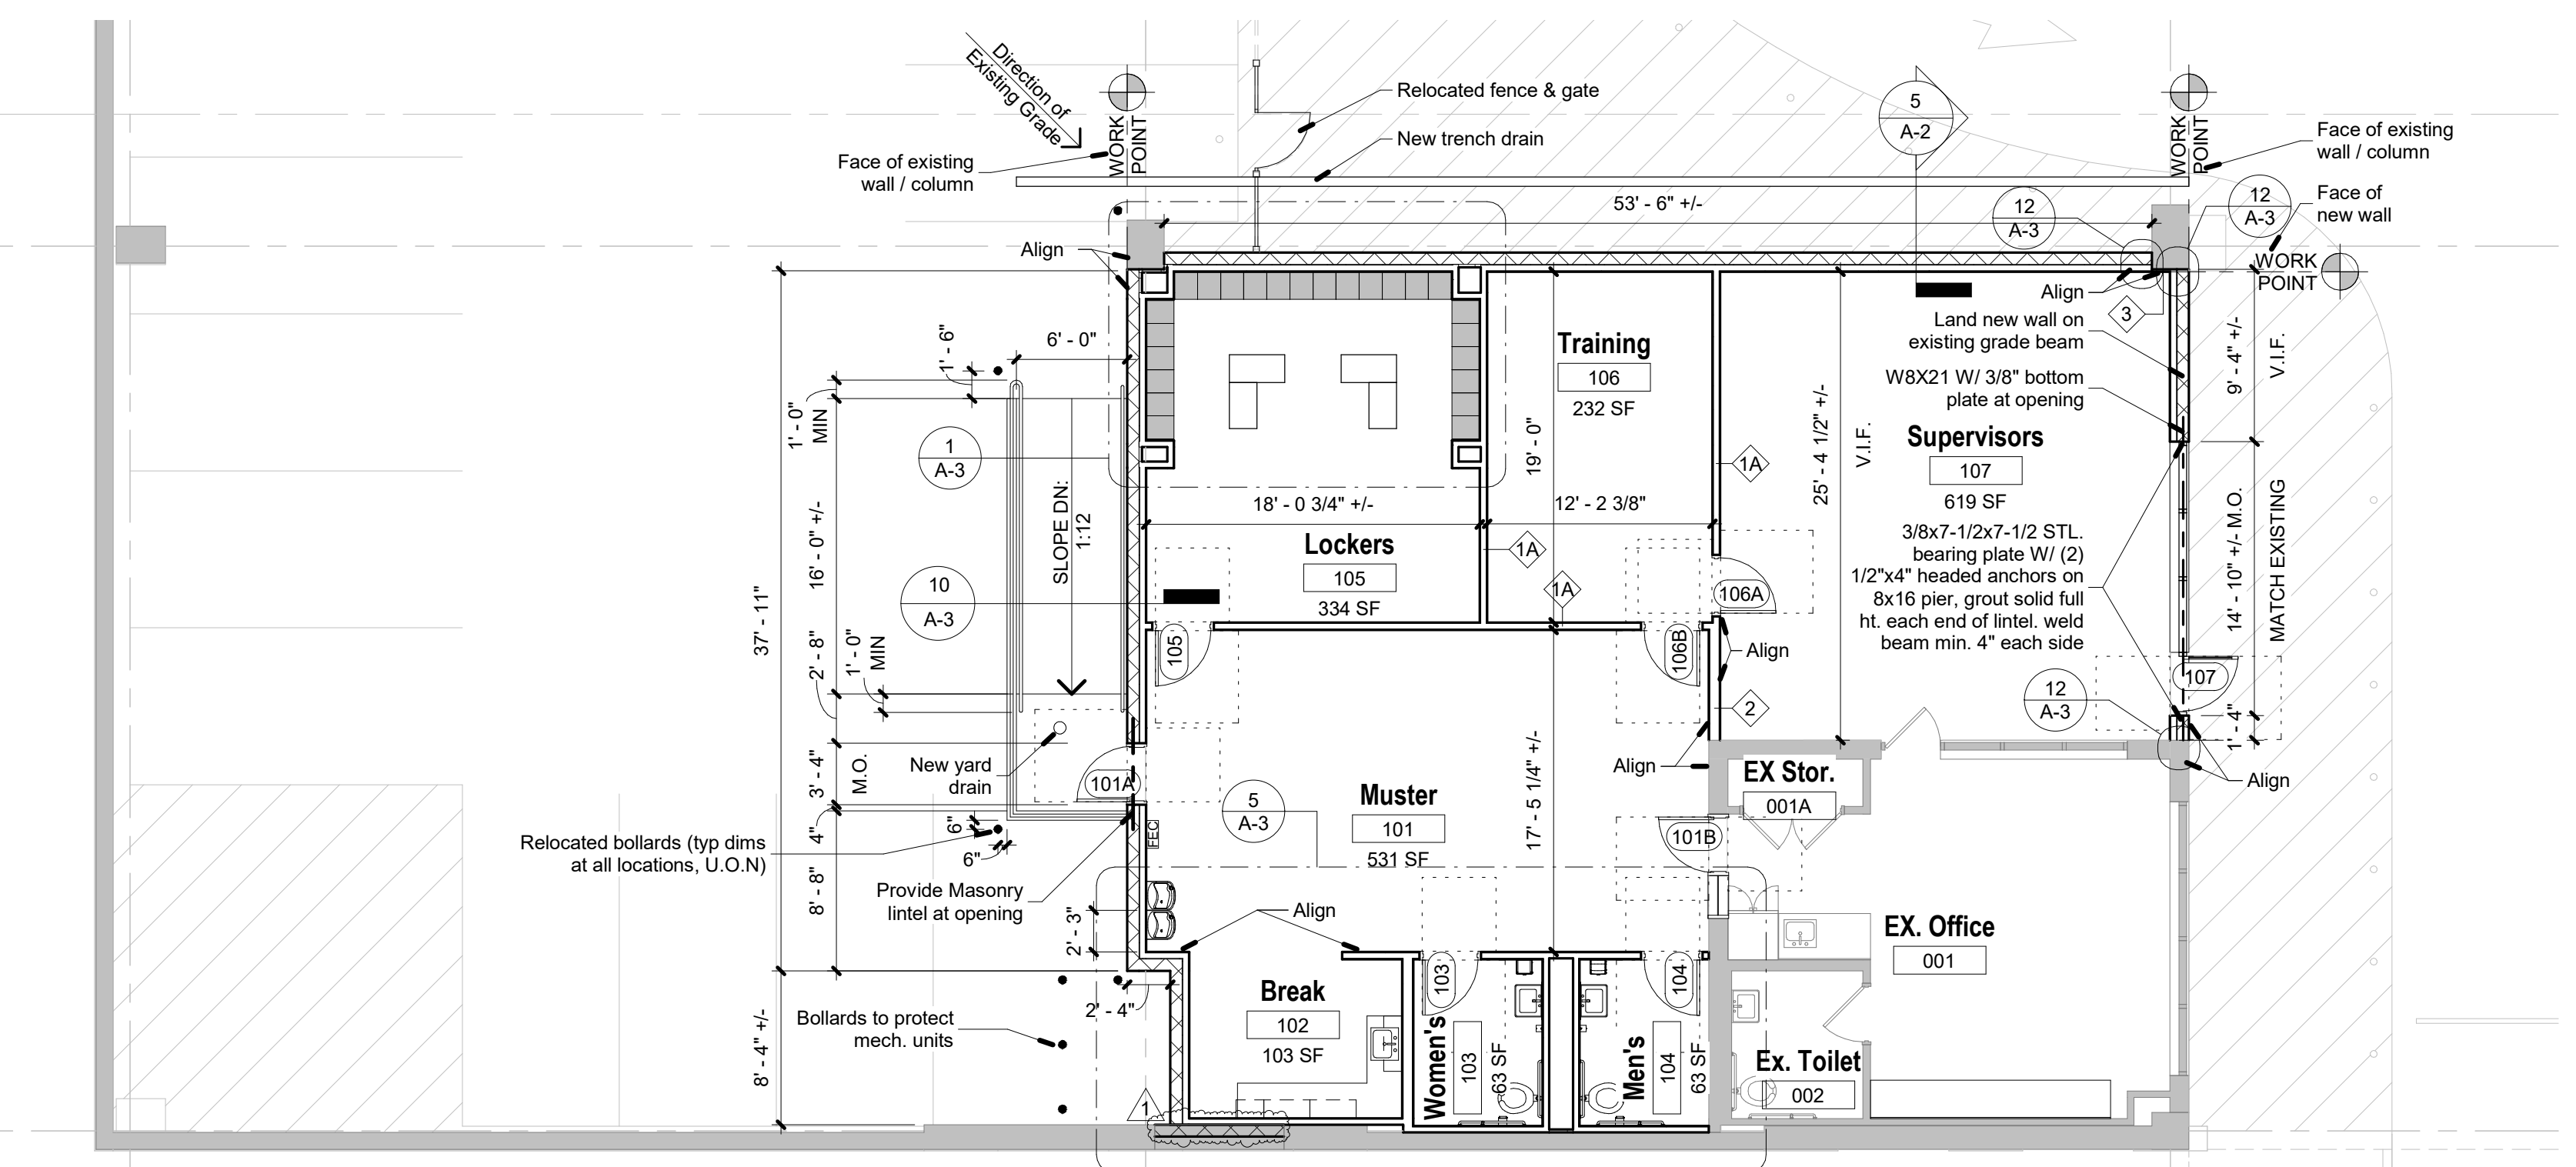 Direction of
Existing Grade
WORK
POINT
Relocated fence & gate
5
A-2
WORK
POINT
Face of existing
wall / column
New trench drain
Face of existing
wall / column
Face of
new wall
53' - 6" +/-
12
A-3
12
A-3
Align
WORK
POINT
Align
3
Land new wall on
existing grade beam
9' - 4" +/-
V.I.F.
1' - 6"
6' - 0"
Training
106
232 SF
W8X21 W/ 3/8" bottom
plate at opening
1' - 0"
MIN
25' - 4 1/2" +/-
V.I.F.
Supervisors
107
619 SF
1
A-3
1A
19' - 0"
SLOPE DN:
1:12
18' - 0 3/4" +/-
12' - 2 3/8"
3/8x7-1/2x7-1/2 STL.
bearing plate W/ (2)
1/2"x4" headed anchors on
8x16 pier, grout solid full
ht. each end of lintel. weld
beam min. 4" each side
14' - 10" +/- M.O.
MATCH EXISTING
16' - 0" +/-
Lockers
105
334 SF
1A
1A
106A
10
A-3
37' - 11"
2' - 8"
1' - 0"
MIN
105
106B
Align
107
12
A-3
2
1' - 4"
3' - 4"
M.O.
New yard
drain
101A
Align
EX Stor.
001A
Align
Muster
101
531 SF
5
A-3
17' - 5 1/4" +/-
101B
4"
6"
6"
FEC
Relocated bollards (typ dims
at all locations, U.O.N)
8' - 8"
Provide Masonry
lintel at opening
2' - 3"
Align
EX. Office
001
Break
102
103 SF
103
104
2' - 4"
Bollards to protect
mech. units
8' - 4" +/-
Women's
103
63 SF
Men's
104
63 SF
Ex. Toilet
002
1